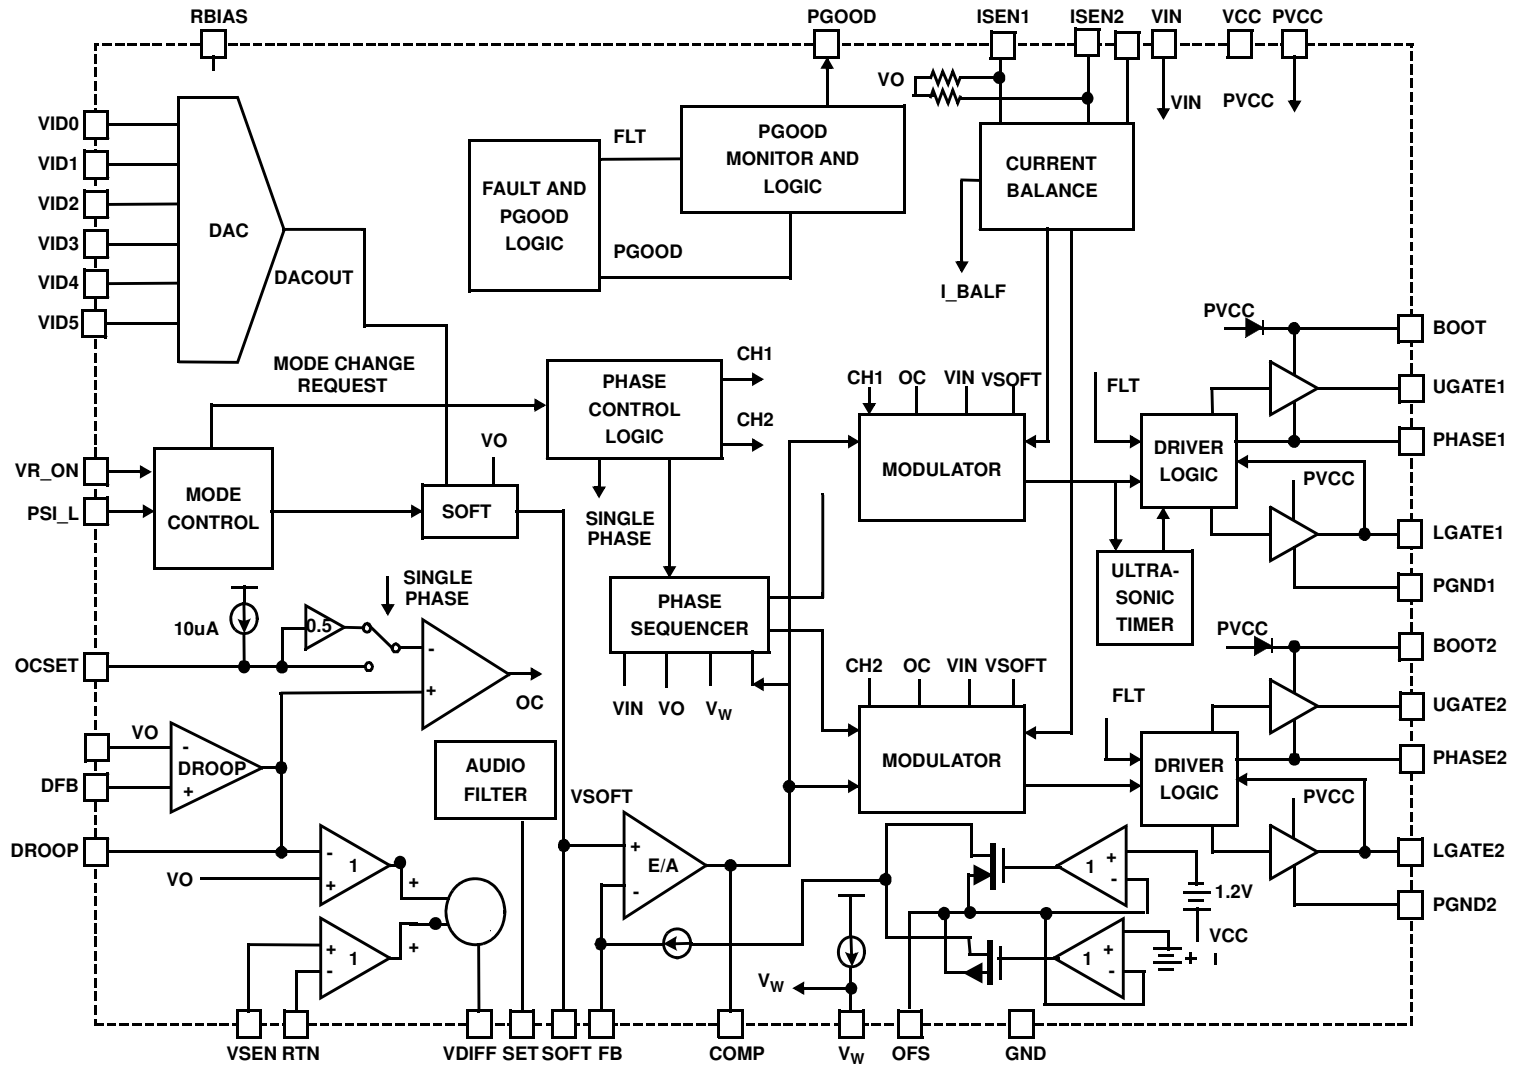 RBIAS
PGOOD
ISEN1
ISEN2
VIN
VCC
PVCC
VO
VIN
PVCC
VID0
VID1
VID2
VID3
VID4
VID5
DAC
DACOUT
FAULT AND
PGOOD
LOGIC
FLT
PGOOD
PGOOD
MONITOR AND
LOGIC
CURRENT
BALANCE
I_BALF
MODE CHANGE
REQUEST
PHASE
CONTROL
LOGIC
CH1
CH2
SINGLE
PHASE
VR_ON
PSI_L
MODE
CONTROL
VO
SOFT
CH1
OC
VIN
VSOFT
MODULATOR
FLT
DRIVER
LOGIC
PVCC
BOOT
UGATE1
PHASE1
PVCC
LGATE1
PGND1
ULTRA-
SONIC
TIMER
PHASE
SEQUENCER
VIN
VO
VW
10uA
0.5
SINGLE
PHASE
-
+
OC
OCSET
VO
-
DROOP
+
DFB
DROOP
CH2
OC
VIN
VSOFT
MODULATOR
FLT
DRIVER
LOGIC
PVCC
BOOT2
UGATE2
PHASE2
PVCC
LGATE2
PGND2
AUDIO
FILTER
VSOFT
+
E/A
-
VO
-
1
+
+
+
1
-
+
1
+
-
1.2V
VCC
1
+
-
+
VW
VSEN
RTN
VDIFF
SET
SOFT
FB
COMP
VW
OFS
GND